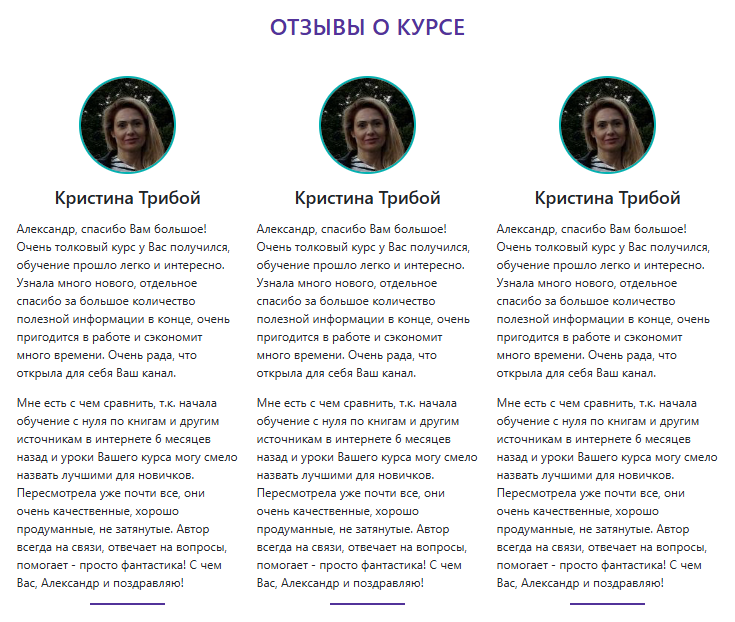 ОТЗЫВЫ О КУРСЕ
Кристина Трибой
Александр, спасибо Вам большое!
Очень толковый курс у Вас получился,
обучение прошло легко и интересно.
Узнала много нового, отдельное
спасибо за большое количество
полезной информации в конце, очень
пригодится в работе и сэкономит
много времени. Очень рада, что
открыла для себя Ваш канал.
Мне есть с чем сравнить, т.к. начала
обучение с нуля по книгам и другим
источникам в интернете 6 месяцев
назад и уроки Вашего курса могу смело
назвать лучшими для новичков.
Пересмотрела уже почти все, они
очень качественные, хорошо
продуманные, не затянутые. Автор
всегда на связи, отвечает на вопросы,
помогает - просто фантастика! С чем
Вас, Александр и поздравляю!
Кристина Трибой
Александр, спасибо Вам большое!
Очень толковый курс у Вас получился,
обучение прошло легко и интересно.
Узнала много нового, отдельное
спасибо за большое количество
полезной информации в конце, очень
пригодится в работе и сэкономит
много времени. Очень рада, что
открыла для себя Ваш канал.
Мне есть с чем сравнить, т.к. начала
обучение с нуля по книгам и другим
источникам в интернете 6 месяцев
назад и уроки Вашего курса могу смело
назвать лучшими для новичков.
Пересмотрела уже почти все, они
очень качественные, хорошо
продуманные, не затянутые. Автор
всегда на связи, отвечает на вопросы,
помогает - просто фантастика! С чем
Вас, Александр и поздравляю!
Кристина Трибой
Александр, спасибо Вам большое!
Очень толковый курс у Вас получился,
обучение прошло легко и интересно.
Узнала много нового, отдельное
спасибо за большое количество
полезной информации в конце, очень
пригодится в работе и сэкономит
много времени. Очень рада, что
открыла для себя Ваш канал.
Мне есть с чем сравнить, т.к. начала
обучение с нуля по книгам и другим
источникам в интернете 6 месяцев
назад и уроки Вашего курса могу смело
назвать лучшими для новичков.
Пересмотрела уже почти все, они
очень качественные, хорошо
продуманные, не затянутые. Автор
всегда на связи, отвечает на вопросы,
помогает - просто фантастика! С чем
Вас, Александр и поздравляю!